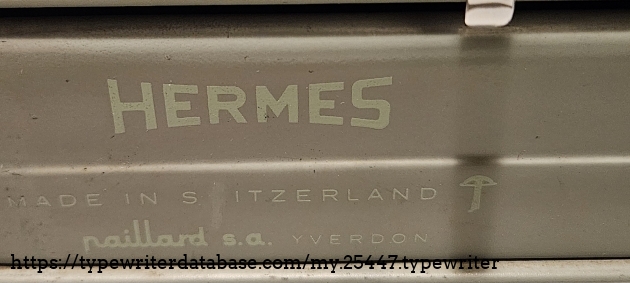 HERMES
MADE IN S ITZERLAND
paillard s.a. YVERDON
https://typewriterdatabase.com/my.25447.typewriter